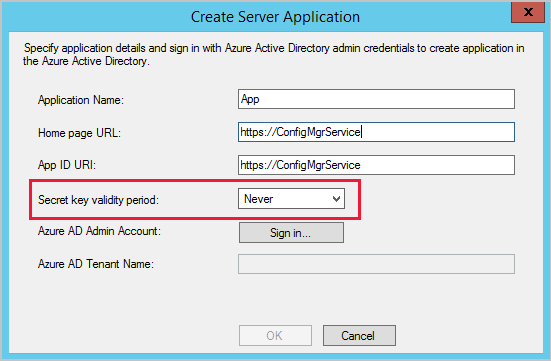 Create Server Application
Specify application details and sign in with Azure Active Directory admin credentials to create application in
the Azure Active Directory.
Application Name: App
Home page URL: https://ConfigMgrService
App ID URI: https://ConfigMgrService
Secret key validity period: Never
Azure AD Admin Account: Sign in...
Azure AD Tenant Name:
OK Cancel